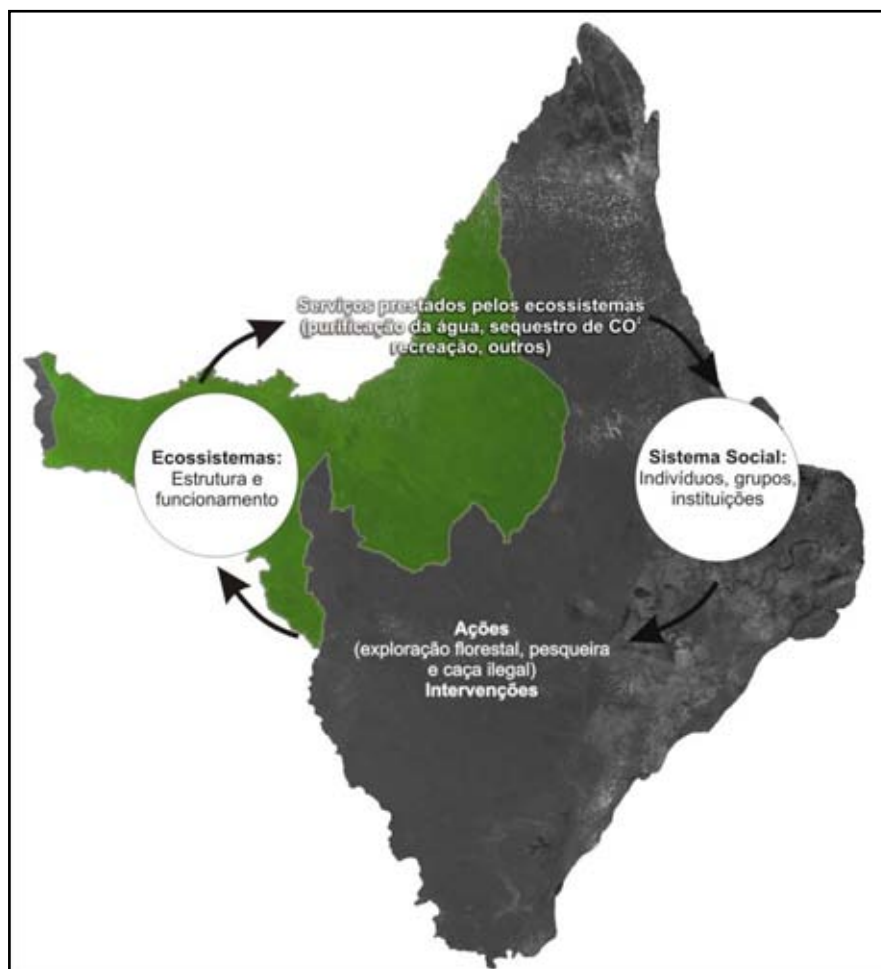 Serviços prestados pelos ecossistemas
(purificação da água, sequestro de CO²
recreação, outros)
Ecossistemas:
Estrutura e
funcionamento
Sistema Social:
Indivíduos, grupos,
instituições
Ações
(exploração florestal, pesqueira
e caça ilegal)
Intervenções